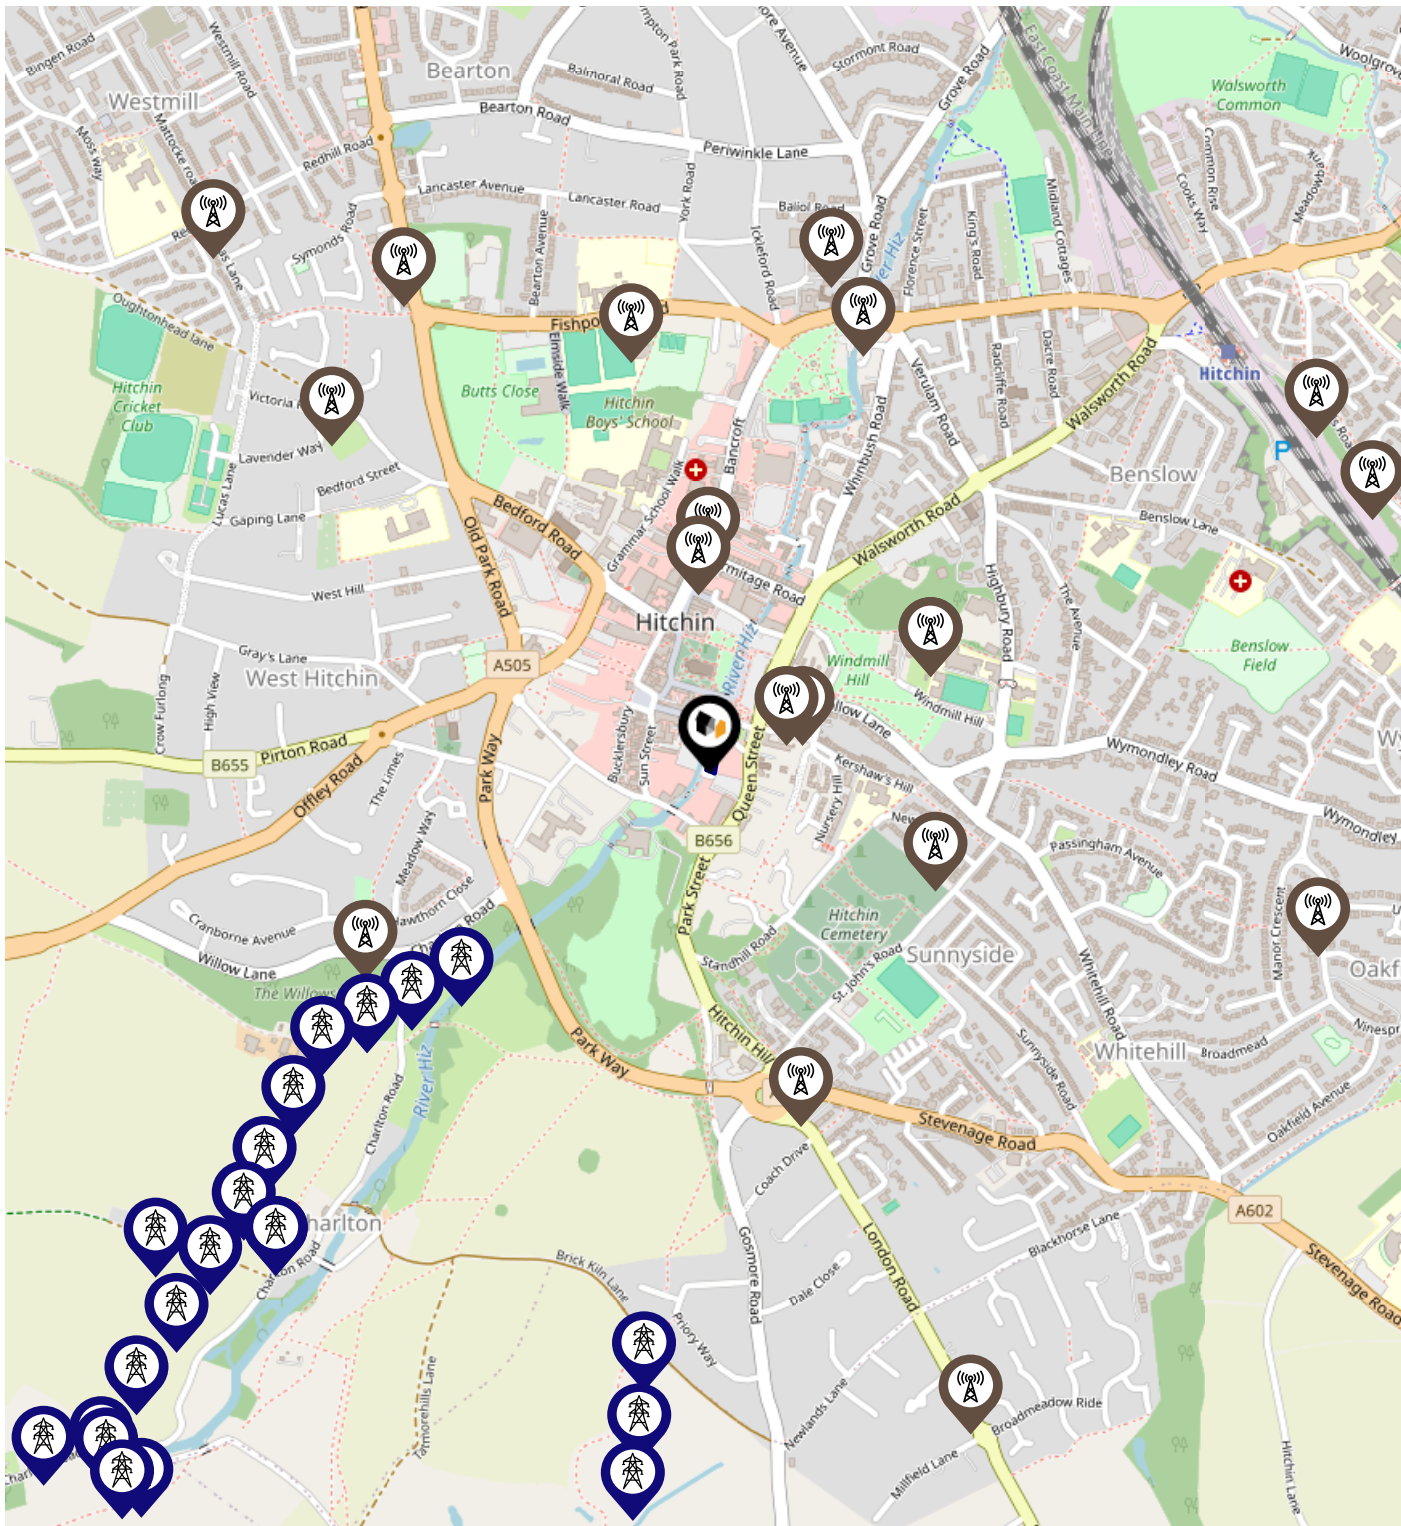 Bingen Road
Westmill Road
Bearton
Balmoral Road
Stormont Road
Grove Road
East Coast Main Line
Walsworth
Common
Westmill
Moss Way
Redhill Road
Bearton Road
Periwinkle Lane
Common Rise
Cooks Way
Lancaster Avenue
Lancaster Road
York Road
Baliol Road
Ickleford Road
Grove Road
Florence Street
King's Road
Midland Cottages
Symonds Road
Bearton Avenue
Oughtonhead lane
Elmside Walk
Verulam Road
Radcliffe Road
Dacre Road
Walsworth Road
Hitchin
Hitchin
Cricket
Club
Butts Close
Hitchin
Boys' School
Bancroft
Whinbush Road
P
Lavender Way
Lucas Lane
Bedford Street
Gaping Lane
Grammar School Walk
Bedford Road
Old Park Road
Walsworth Road
Benslow
Benslow Lane
West Hill
Highbury Road
The Avenue
Hitchin
River Hiz
Windmill
Hill
Benslow
Field
Gray's Lane
West Hitchin
A505
Windmill Hill
Crow Furlong
High View
Pirton Road
B655
Offley Road
The Limes
Park Way
Bucklersbury
Sun Street
Queen Street
Kershaw's Hill
Nursery Hill
Wymondley Road
Wymondley
B656
Passingham Avenue
Meadow Way
Hawthorn Close
Cranborne Avenue
Willow Lane
The Willows
Park Street
Hitchin
Cemetery
Standhill Road
St. John's Road
Sunnyside
Manor Crescent
Whitehill Road
Hitchin Hill
Park Way
River Hiz
Charlton Road
Sunnyside Road
Whitehill
Broadmead
Oakfield Avenue
Stevenage Road
Coach Drive
A602
Blackhorse Lane
Stevenage Road
Brick Kiln Lane
Gosmore Road
London Road
Dale Close
Priory Way
Tatmorehills Lane
Newlands Lane
Broadmeadow Ride
Millfield Lane
Hitchin Lane